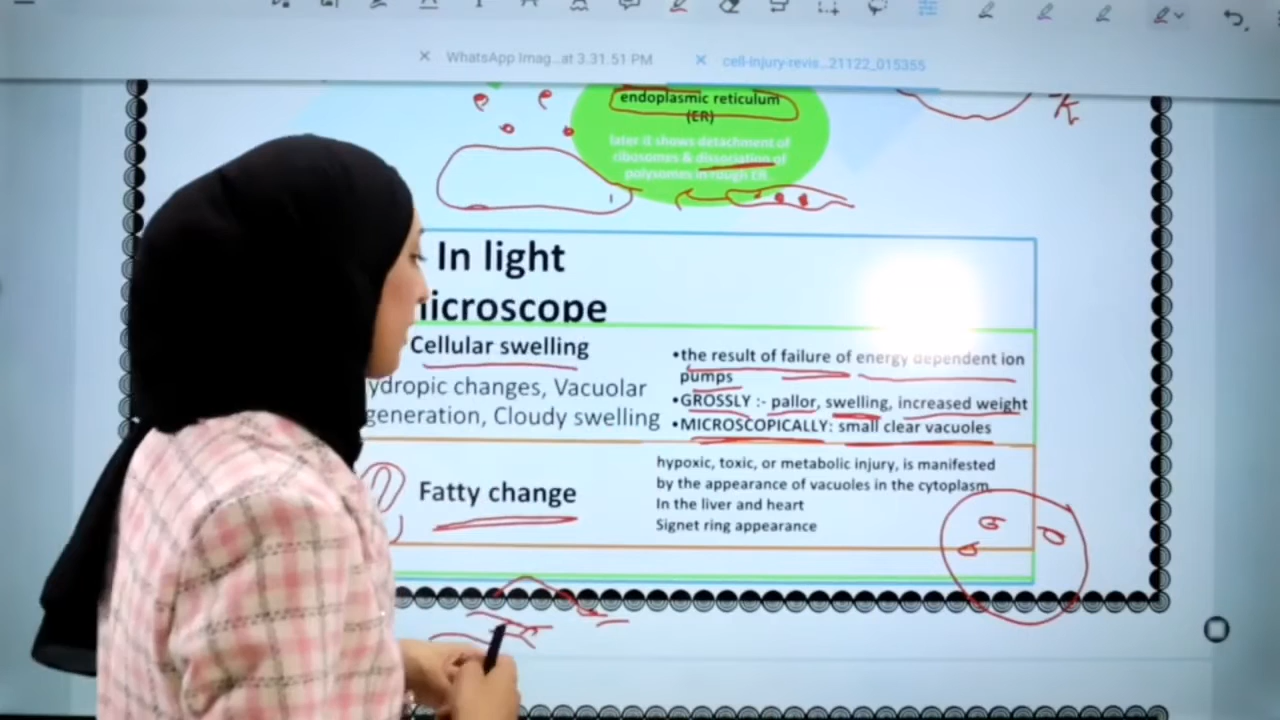 WhatsApp Imag...at 3.31.51 PM
cell-injury-revis...21122_015355
endoplasmic reticulum
(ER)
later it shows detachment of
ribosomes & dissociation of
polysomes in rough ER
In light
icroscope
Cellular swelling
ydropic changes, Vacuolar
generation, Cloudy swelling
•the result of failure of energy dependent ion
pumps
•GROSSLY :- pallor, swelling, increased weight
•MICROSCOPICALLY: small clear vacuoles
Fatty change
hypoxic, toxic, or metabolic injury, is manifested
by the appearance of vacuoles in the cytoplasm
In the liver and heart
Signet ring appearance